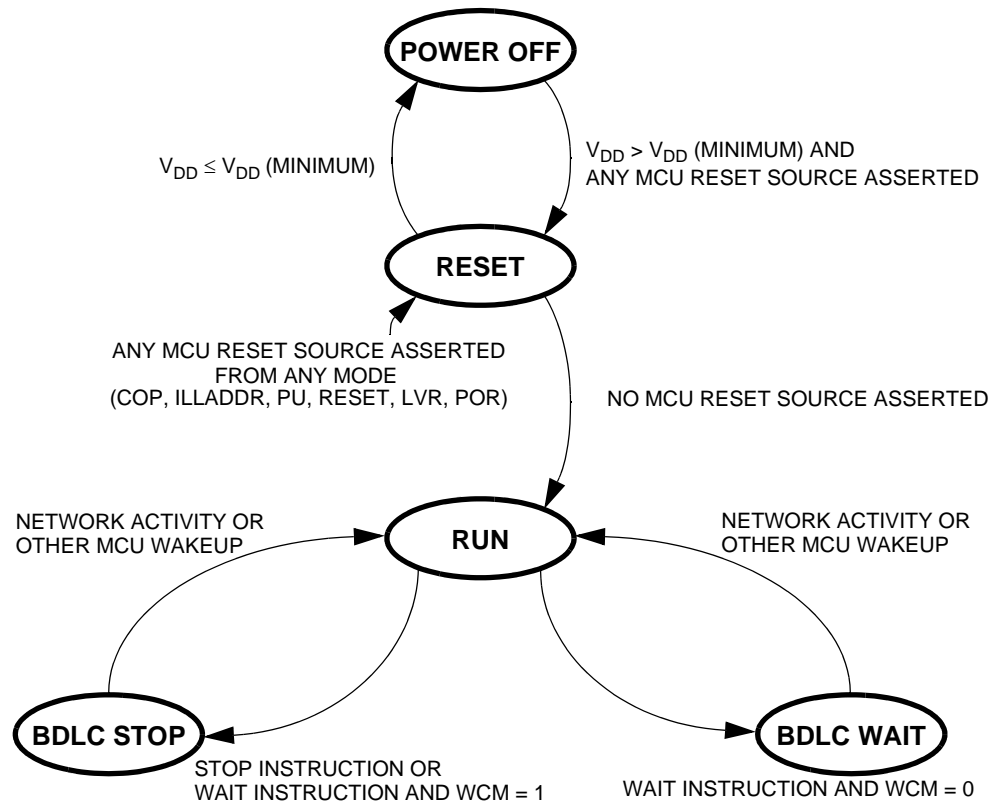 POWER OFF
V_DD ≤ V_DD (MINIMUM)
V_DD > V_DD (MINIMUM) AND
ANY MCU RESET SOURCE ASSERTED
RESET
ANY MCU RESET SOURCE ASSERTED
FROM ANY MODE
(COP, ILLADDR, PU, RESET, LVR, POR)
NO MCU RESET SOURCE ASSERTED
NETWORK ACTIVITY OR
OTHER MCU WAKEUP
RUN
NETWORK ACTIVITY OR
OTHER MCU WAKEUP
BDLC STOP
BDLC WAIT
STOP INSTRUCTION OR
WAIT INSTRUCTION AND WCM = 1
WAIT INSTRUCTION AND WCM = 0